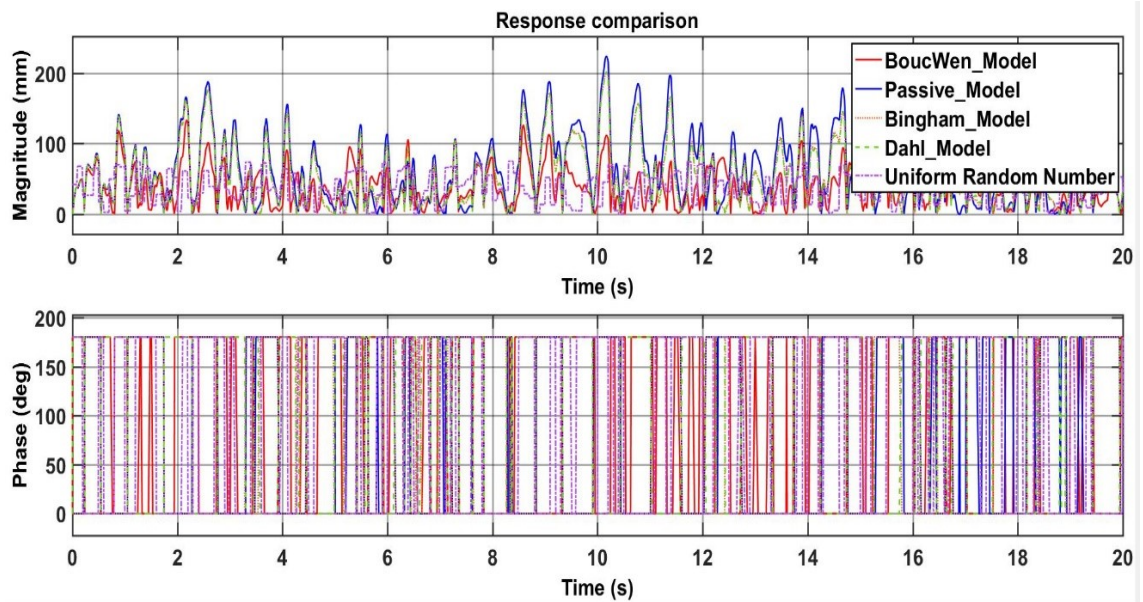 Response comparison
Magnitude (mm)
200
100
0
BoucWen_Model
Passive_Model
Bingham_Model
Dahl_Model
Uniform Random Number
0 2 4 6 8 10 12 14 16 18 20
Time (s)
Phase (deg)
200
150
100
50
0
0 2 4 6 8 10 12 14 16 18 20
Time (s)